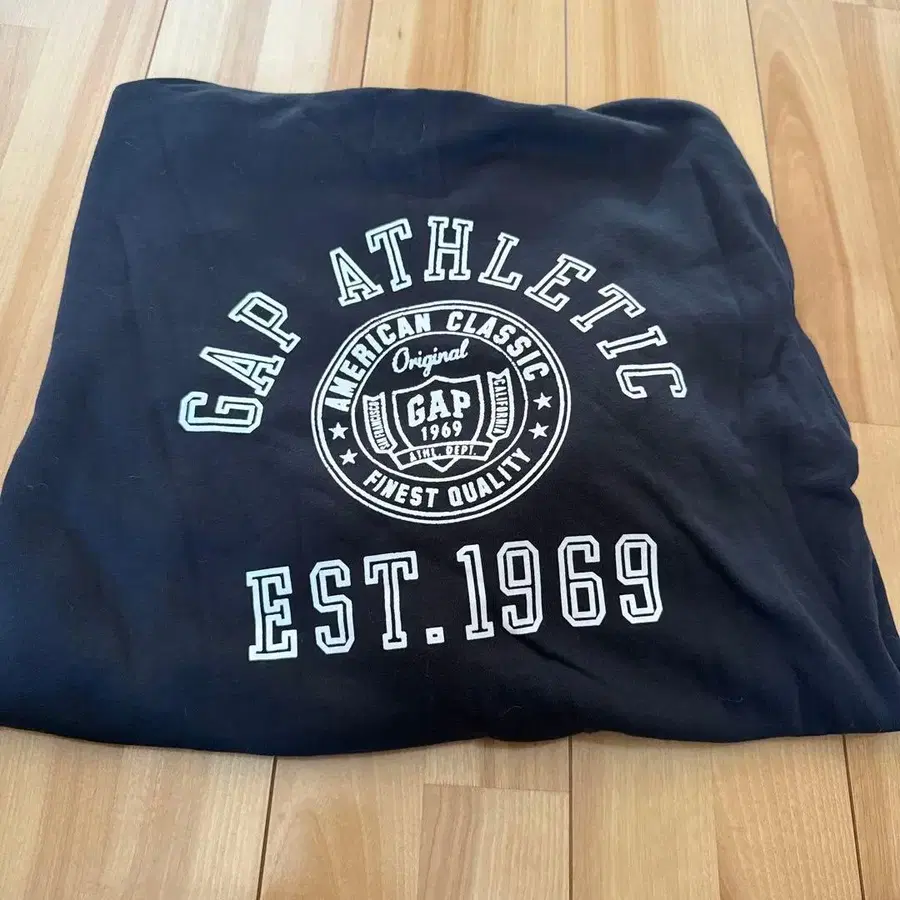 GAP ATHLETIC
AMERICAN CLASSIC
Original
SAN FRANCISCO
GAP
CALIFORNIA
1969
ATHL. DEPT.
FINEST QUALITY
EST.1969